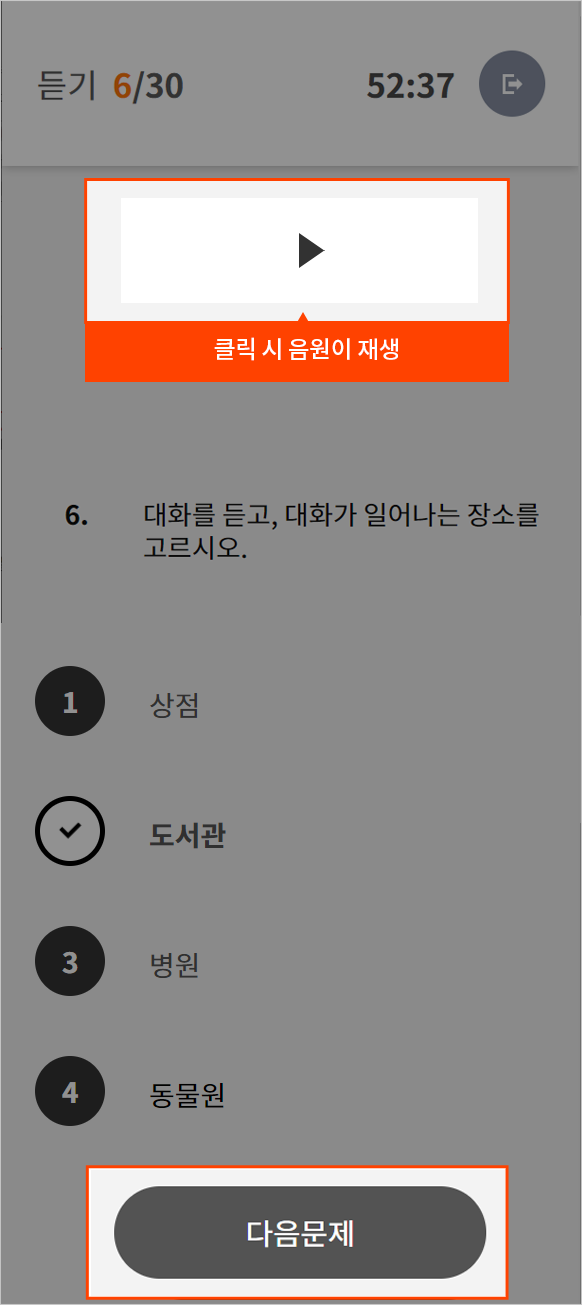 듣기 6/30 52:37
클릭 시 음원이 재생
6. 대화를 듣고, 대화가 일어나는 장소를
고르시오.
1 상점
도서관
3 병원
4 동물원
다음문제